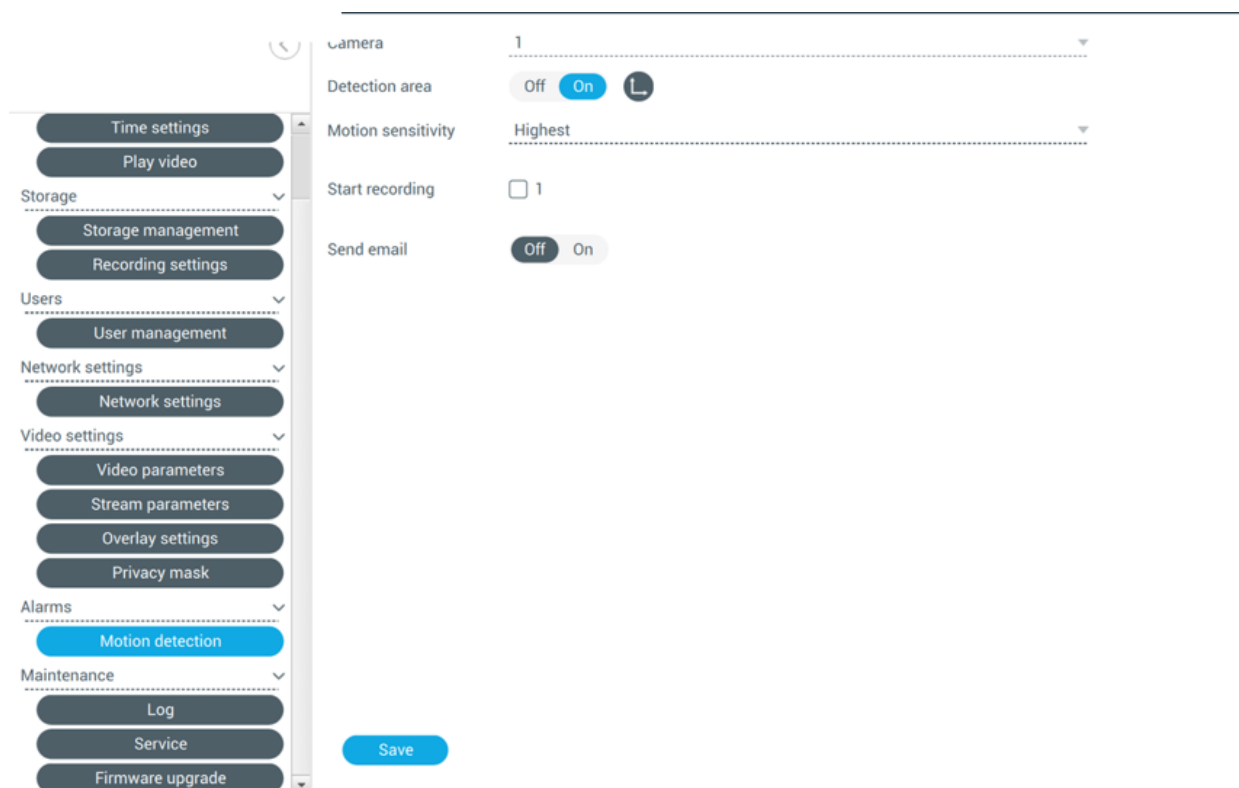 Camera 1
Detection area Off On
Motion sensitivity Highest
Start recording 1
Send email Off On
Time settings
Play video
Storage
Storage management
Recording settings
Users
User management
Network settings
Network settings
Video settings
Video parameters
Stream parameters
Overlay settings
Privacy mask
Alarms
Motion detection
Maintenance
Log
Service
Firmware upgrade
Save